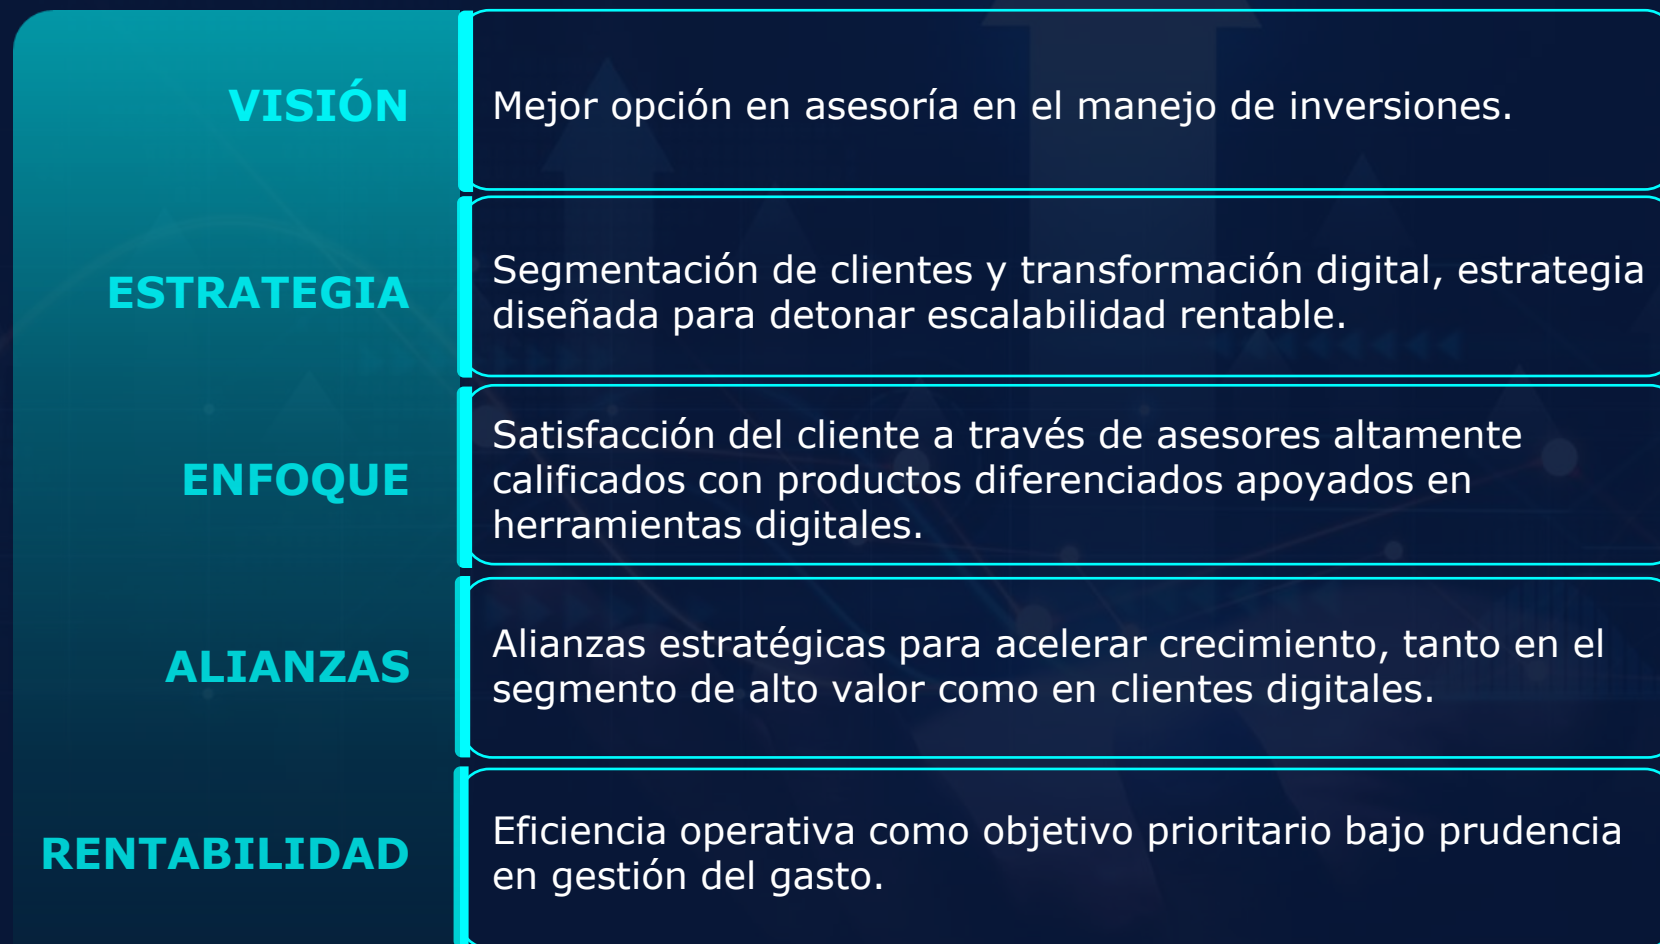 VISIÓN
Mejor opción en asesoría en el manejo de inversiones.
ESTRATEGIA
Segmentación de clientes y transformación digital, estrategia
diseñada para detonar escalabilidad rentable.
ENFOQUE
Satisfacción del cliente a través de asesores altamente
calificados con productos diferenciados apoyados en
herramientas digitales.
ALIANZAS
Alianzas estratégicas para acelerar crecimiento, tanto en el
segmento de alto valor como en clientes digitales.
RENTABILIDAD
Eficiencia operativa como objetivo prioritario bajo prudencia
en gestión del gasto.